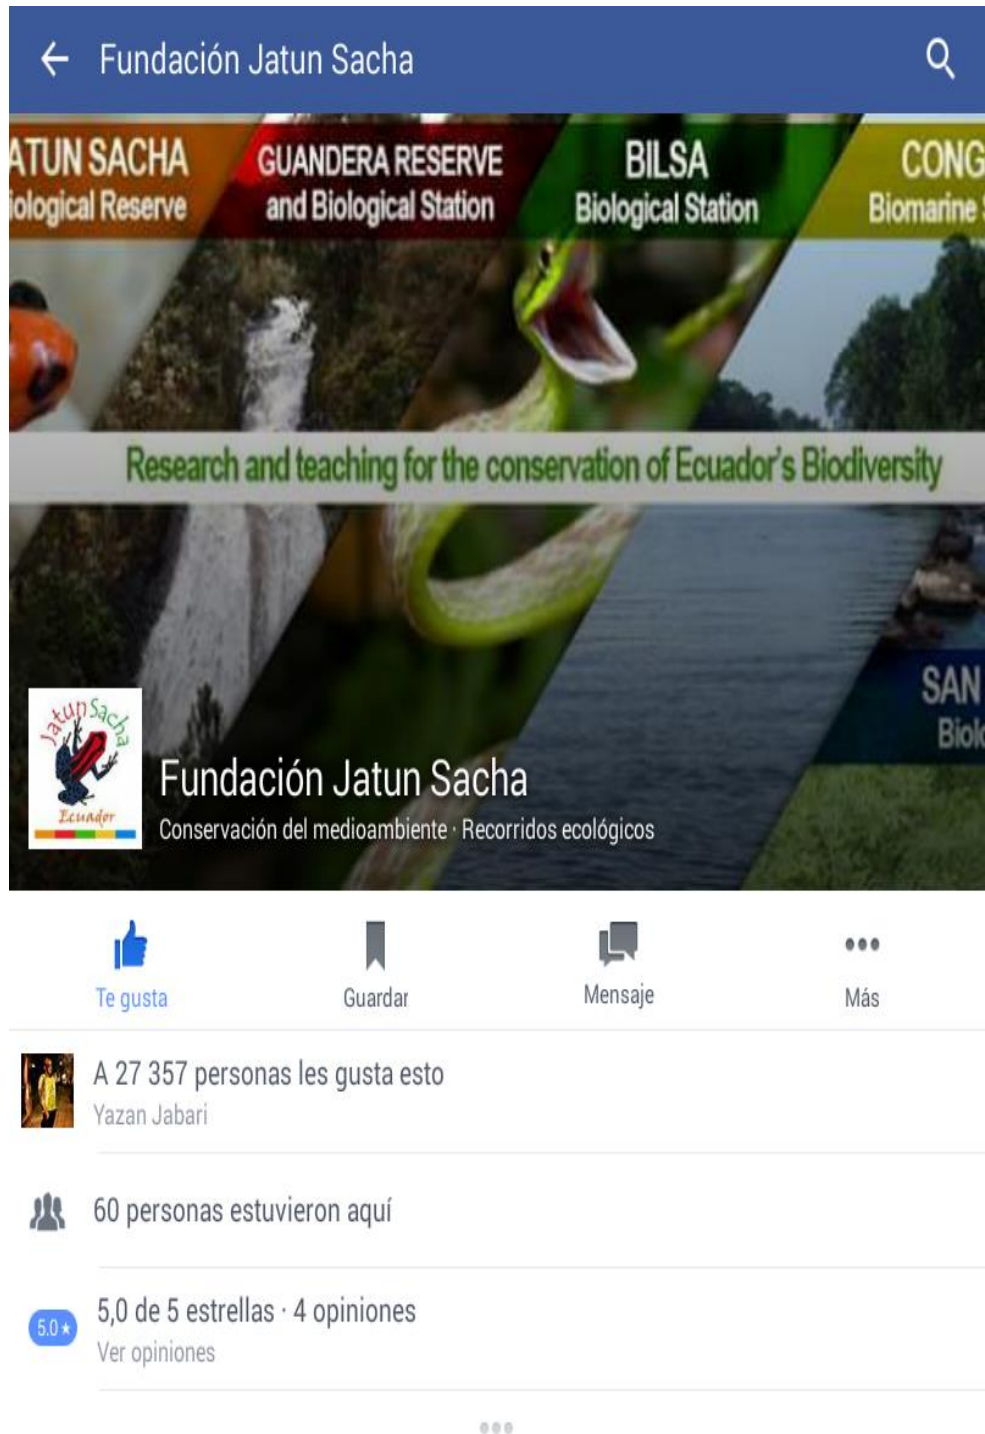 Fundación Jatun Sacha
ATUN SACHA
iological Reserve
GUANDERA RESERVE
and Biological Station
BILSA
Biological Station
CONG
Biomarine
Research and teaching for the conservation of Ecuador's Biodiversity
SAN
Biolo
Jatun Sacha
Ecuador
Fundación Jatun Sacha
Conservación del medioambiente · Recorridos ecológicos
Te gusta
Guardar
Mensaje
Más
A 27 357 personas les gusta esto
Yazan Jabari
60 personas estuvieron aquí
5.0 ★
5,0 de 5 estrellas · 4 opiniones
Ver opiniones